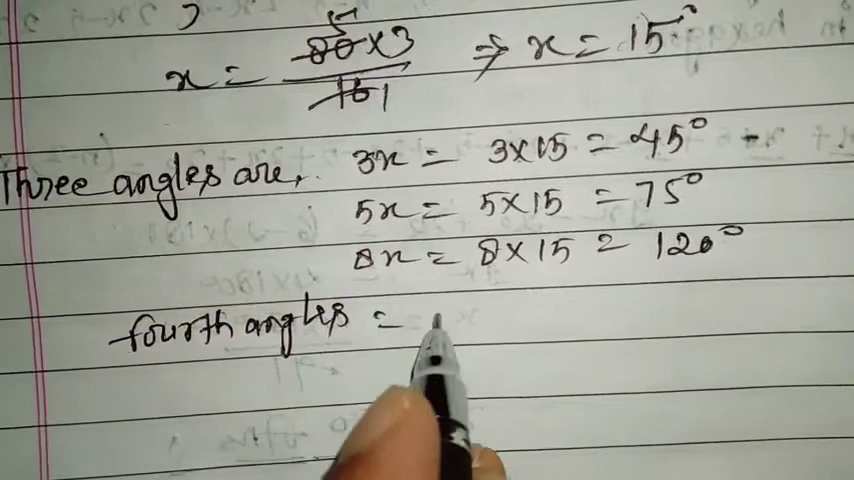 x = 80×3 / 161 ⇒ x = 15°
Three angles are, 3x = 3×15 = 45°
5x = 5×15 = 75°
8x = 8×15 = 120°
fourth angles =